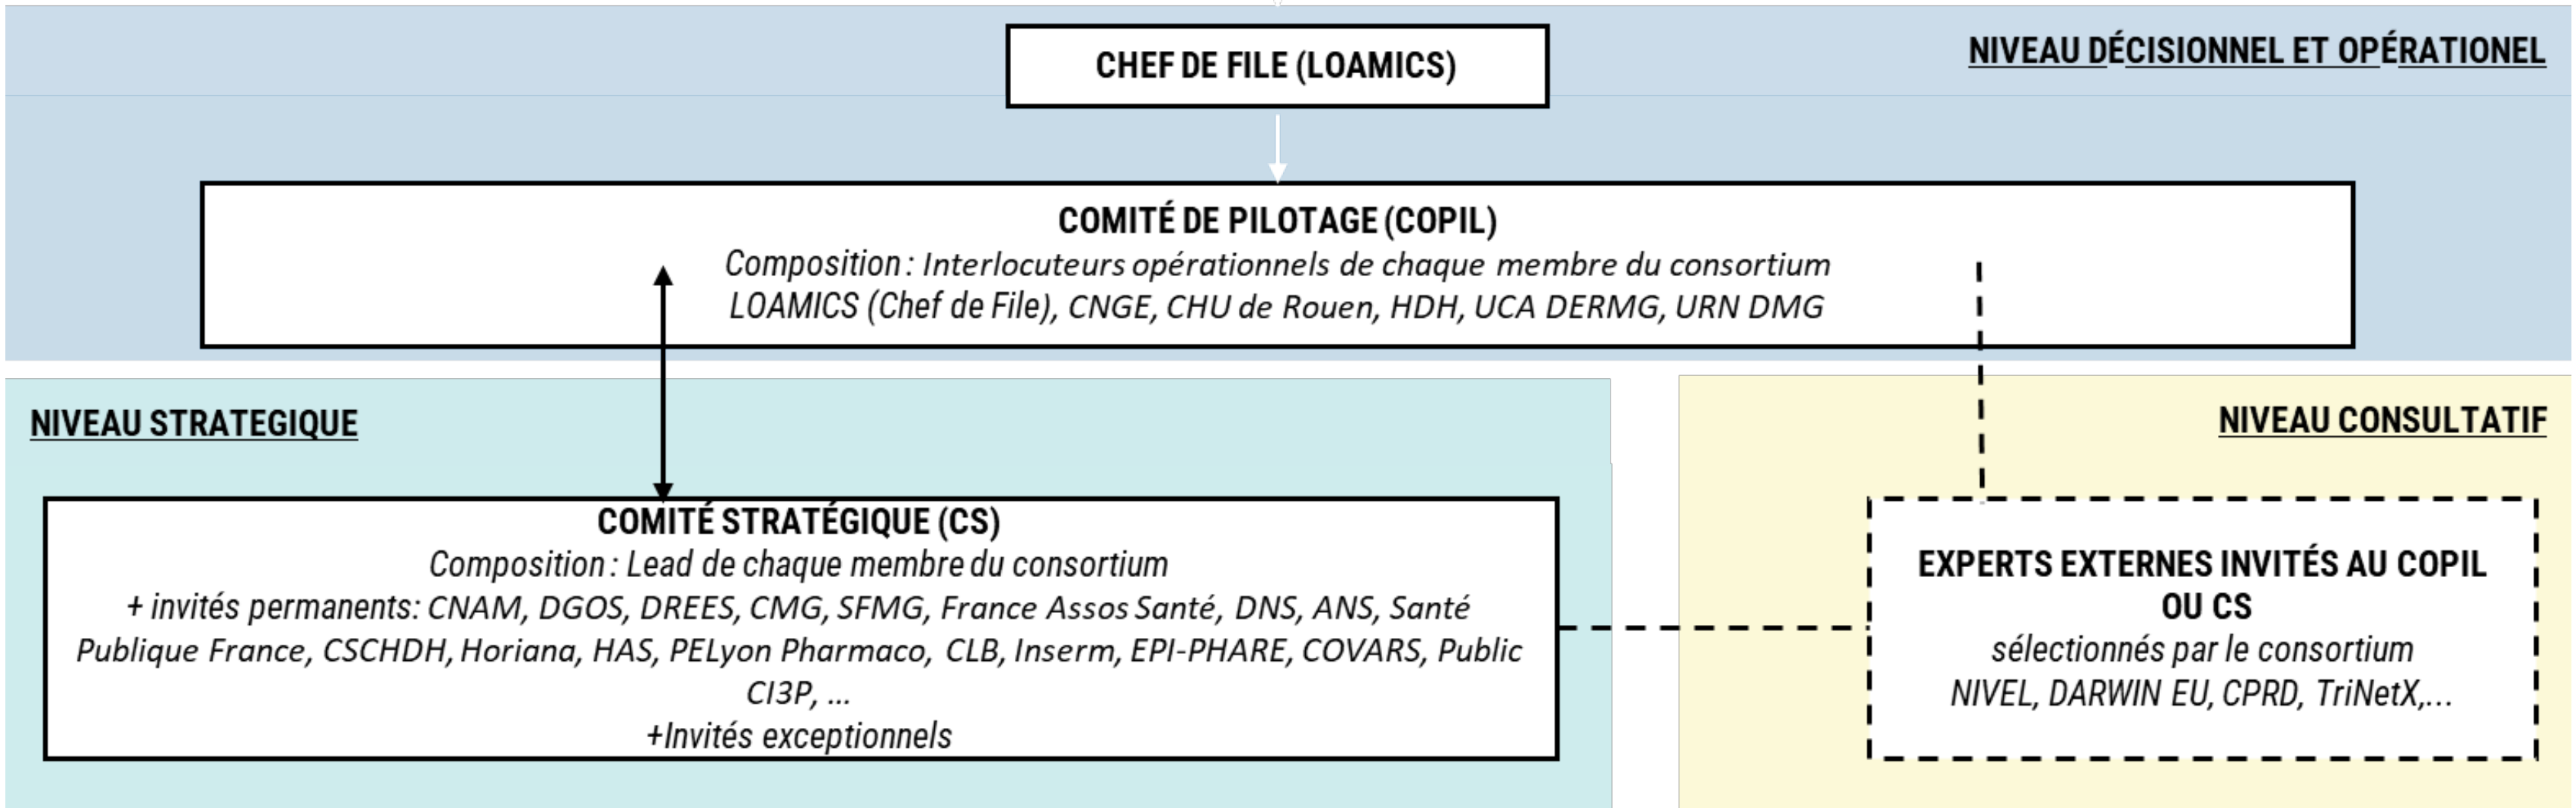 CHEF DE FILE (LOAMICS)
NIVEAU DÉCISIONNEL ET OPÉRATIONEL
COMITÉ DE PILOTAGE (COPIL)
Composition : Interlocuteurs opérationnels de chaque membre du consortium
LOAMICS (Chef de File), CNGE, CHU de Rouen, HDH, UCA DERMG, URN DMG
NIVEAU STRATEGIQUE
COMITÉ STRATÉGIQUE (CS)
Composition : Lead de chaque membre du consortium
+ invités permanents: CNAM, DGOS, DREES, CMG, SFMG, France Assos Santé, DNS, ANS, Santé
Publique France, CSCHDH, Horiana, HAS, PELyon Pharmaco, CLB, Inserm, EPI-PHARE, COVARS, Public
CI3P, ...
+Invités exceptionnels
NIVEAU CONSULTATIF
EXPERTS EXTERNES INVITÉS AU COPIL
OU CS
sélectionnés par le consortium
NIVEL, DARWIN EU, CPRD, TriNetX,...